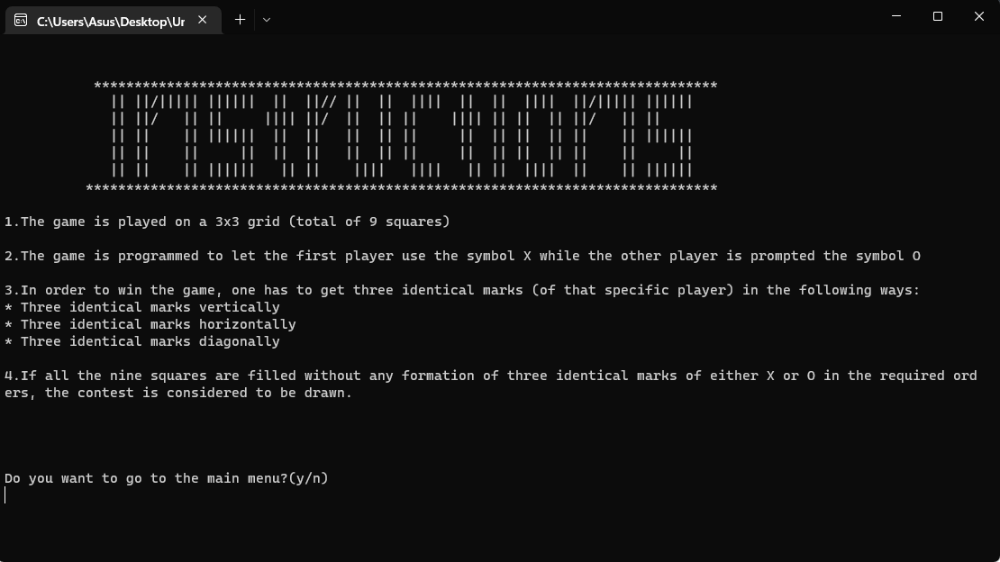 C:\Users\Asus\Desktop\Ur
********************************************************************************
INSTRUCTIONS
********************************************************************************
1.The game is played on a 3x3 grid (total of 9 squares)
2.The game is programmed to let the first player use the symbol X while the other player is prompted the symbol O
3.In order to win the game, one has to get three identical marks (of that specific player) in the following ways:
* Three identical marks vertically
* Three identical marks horizontally
* Three identical marks diagonally
4.If all the nine squares are filled without any formation of three identical marks of either X or O in the required ord
ers, the contest is considered to be drawn.
Do you want to go to the main menu?(y/n)